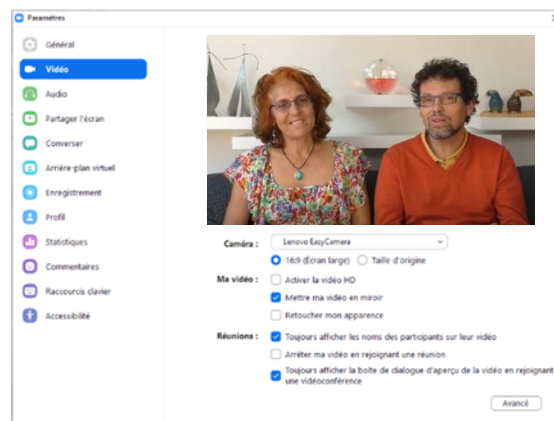 Paramètres
Général
Vidéo
Audio
Partager l'écran
Converser
Arrière-plan virtuel
Enregistrement
Profil
Statistiques
Commentaires
Raccourcis clavier
Accessibilité
Caméra : Lenovo EasyCamera
16:9 (Écran large) Taille d'origine
Ma vidéo : Activer la vidéo HD
Mettre ma vidéo en miroir
Retoucher mon apparence
Réunions : Toujours afficher les noms des participants sur leur vidéo
Arrêter ma vidéo en rejoignant une réunion
Toujours afficher la boîte de dialogue d'aperçu de la vidéo en rejoignant
une vidéoconférence
Avancé